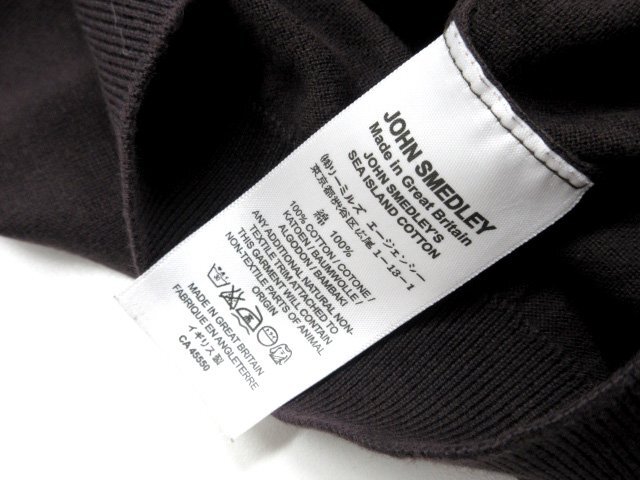 JOHN SMEDLEY
Made in Great Britain
JOHN SMEDLEY'S
SEA ISLAND COTTON
㈱リーミルズ エージェンシー
東京都渋谷区広尾1-13-1
綿 100%
100% COTTON / COTONE /
KATOEN / BAUMWOLLE /
ALGODON / BAMBAKI
ANY ADDITIONAL NATURAL NON-
TEXTILE TRIM ATTACHED TO
THIS GARMENT WILL CONTAIN
NON-TEXTILE PARTS OF ANIMAL
ORIGIN
MADE IN GREAT BRITAIN
FABRIQUE EN ANGLETERRE
イギリス製
CA 45550